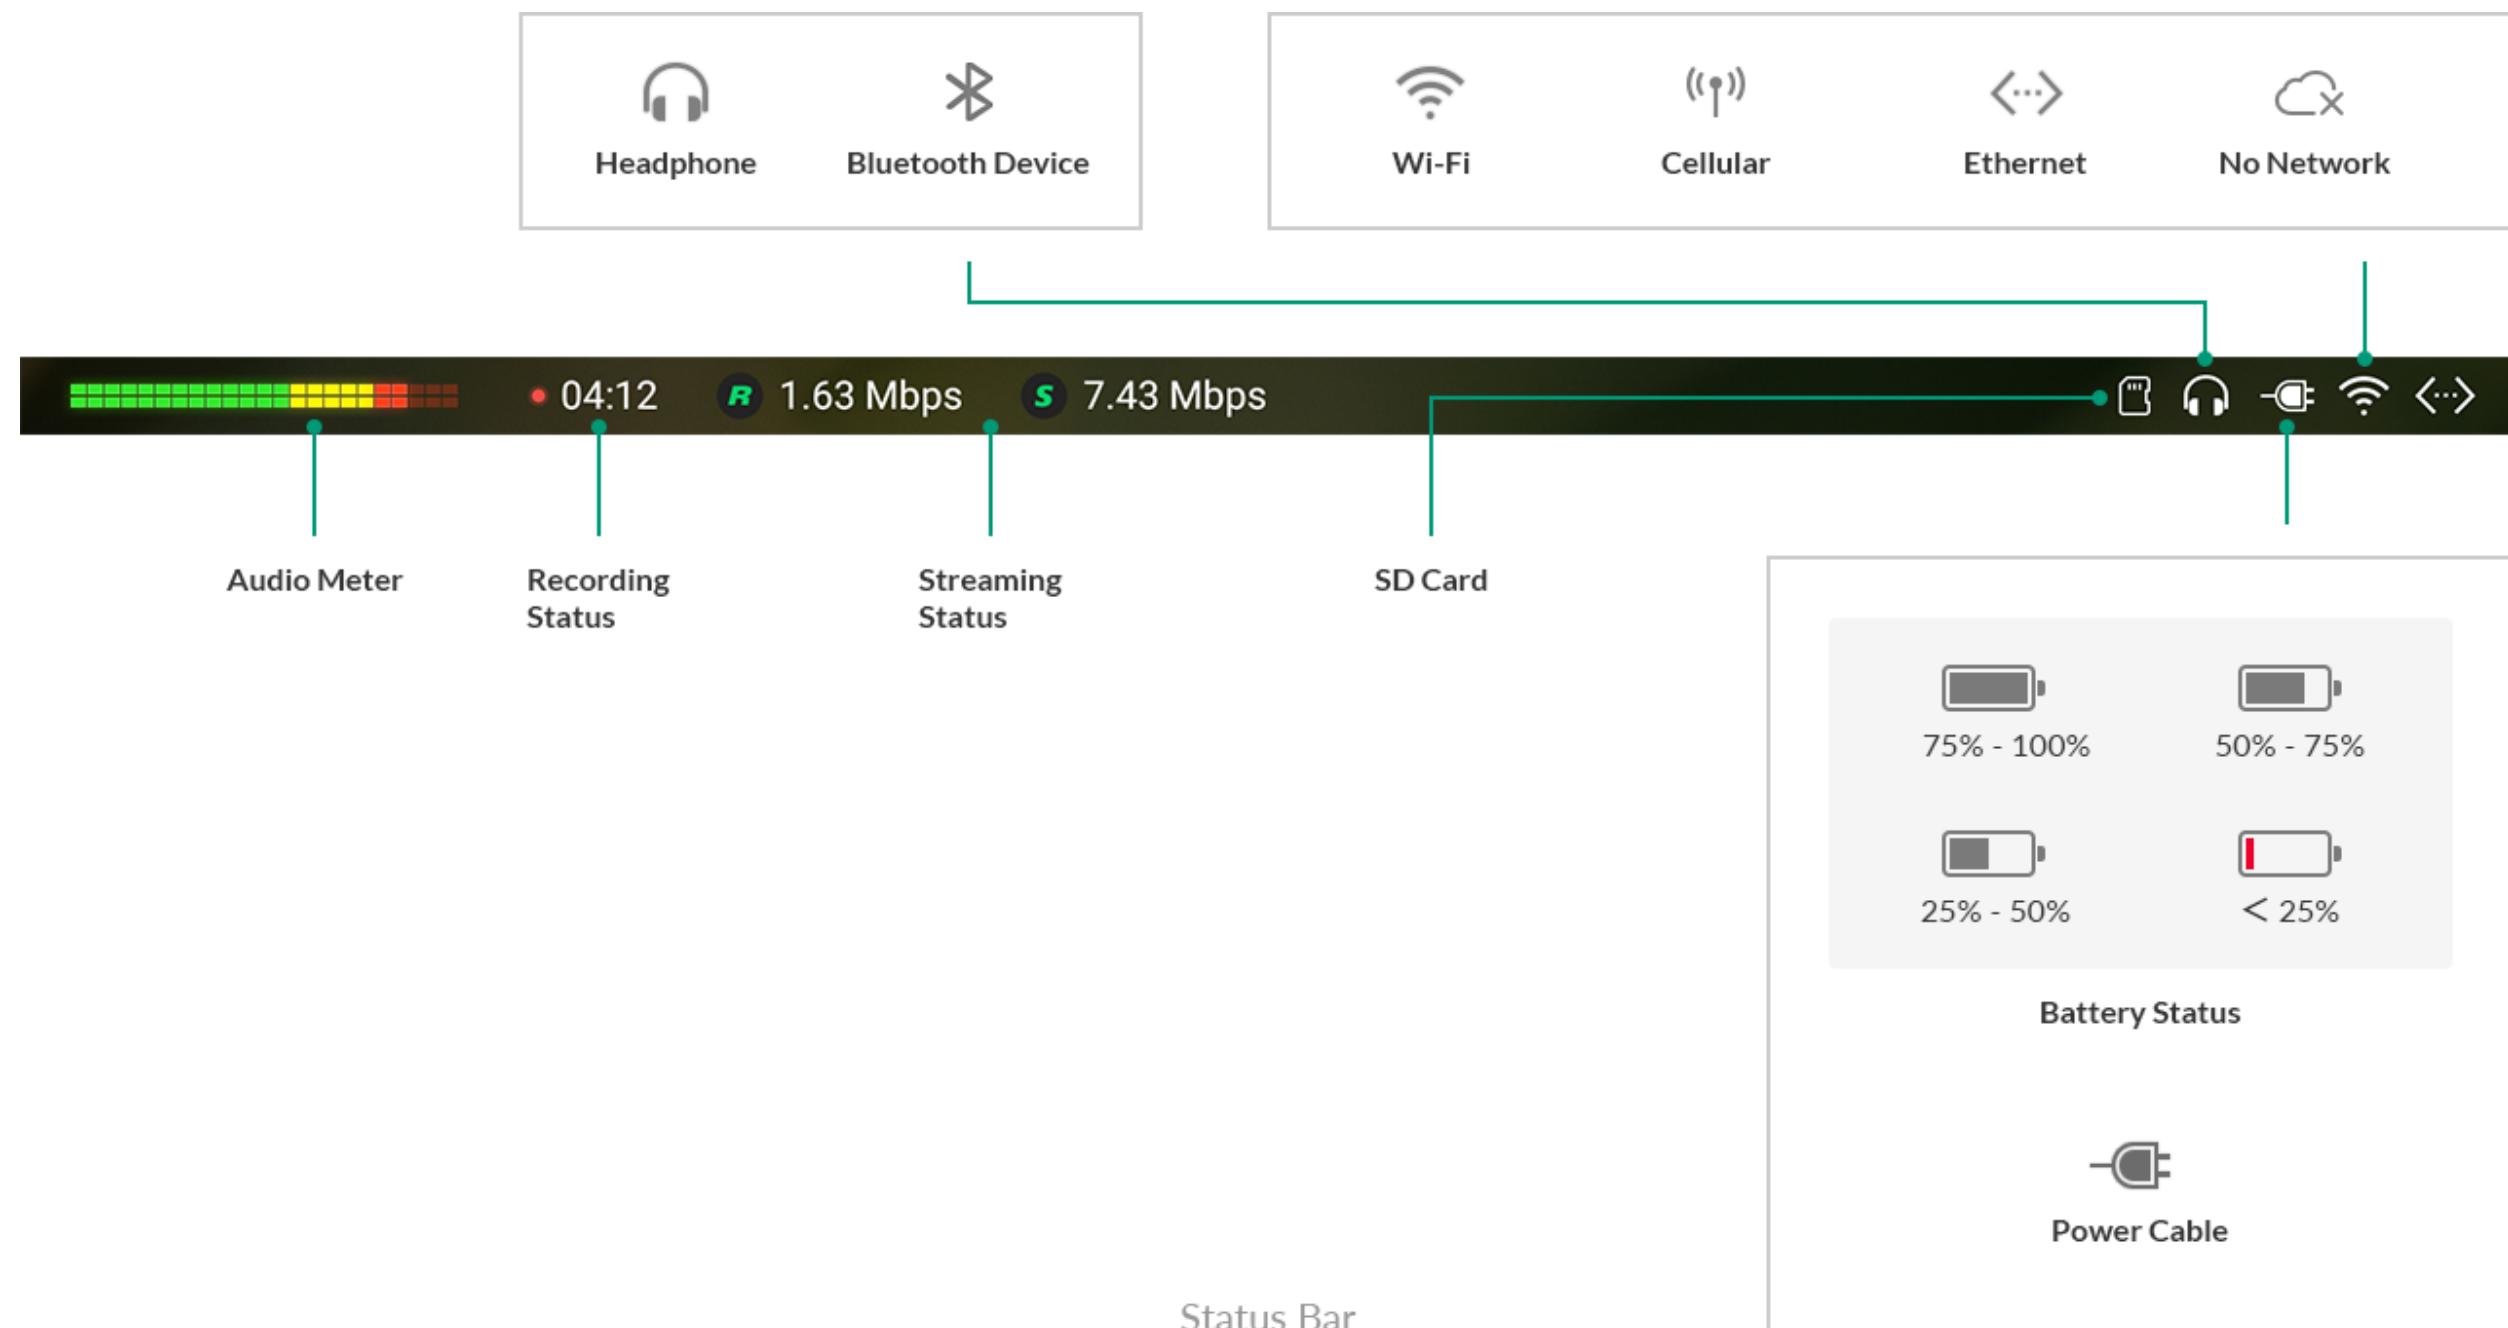 Headphone
Bluetooth Device
Wi-Fi
Cellular
Ethernet
No Network
04:12
R
1.63 Mbps
S
7.43 Mbps
Audio Meter
Recording
Status
Streaming
Status
SD Card
75% - 100%
50% - 75%
25% - 50%
< 25%
Battery Status
Power Cable
Status Bar